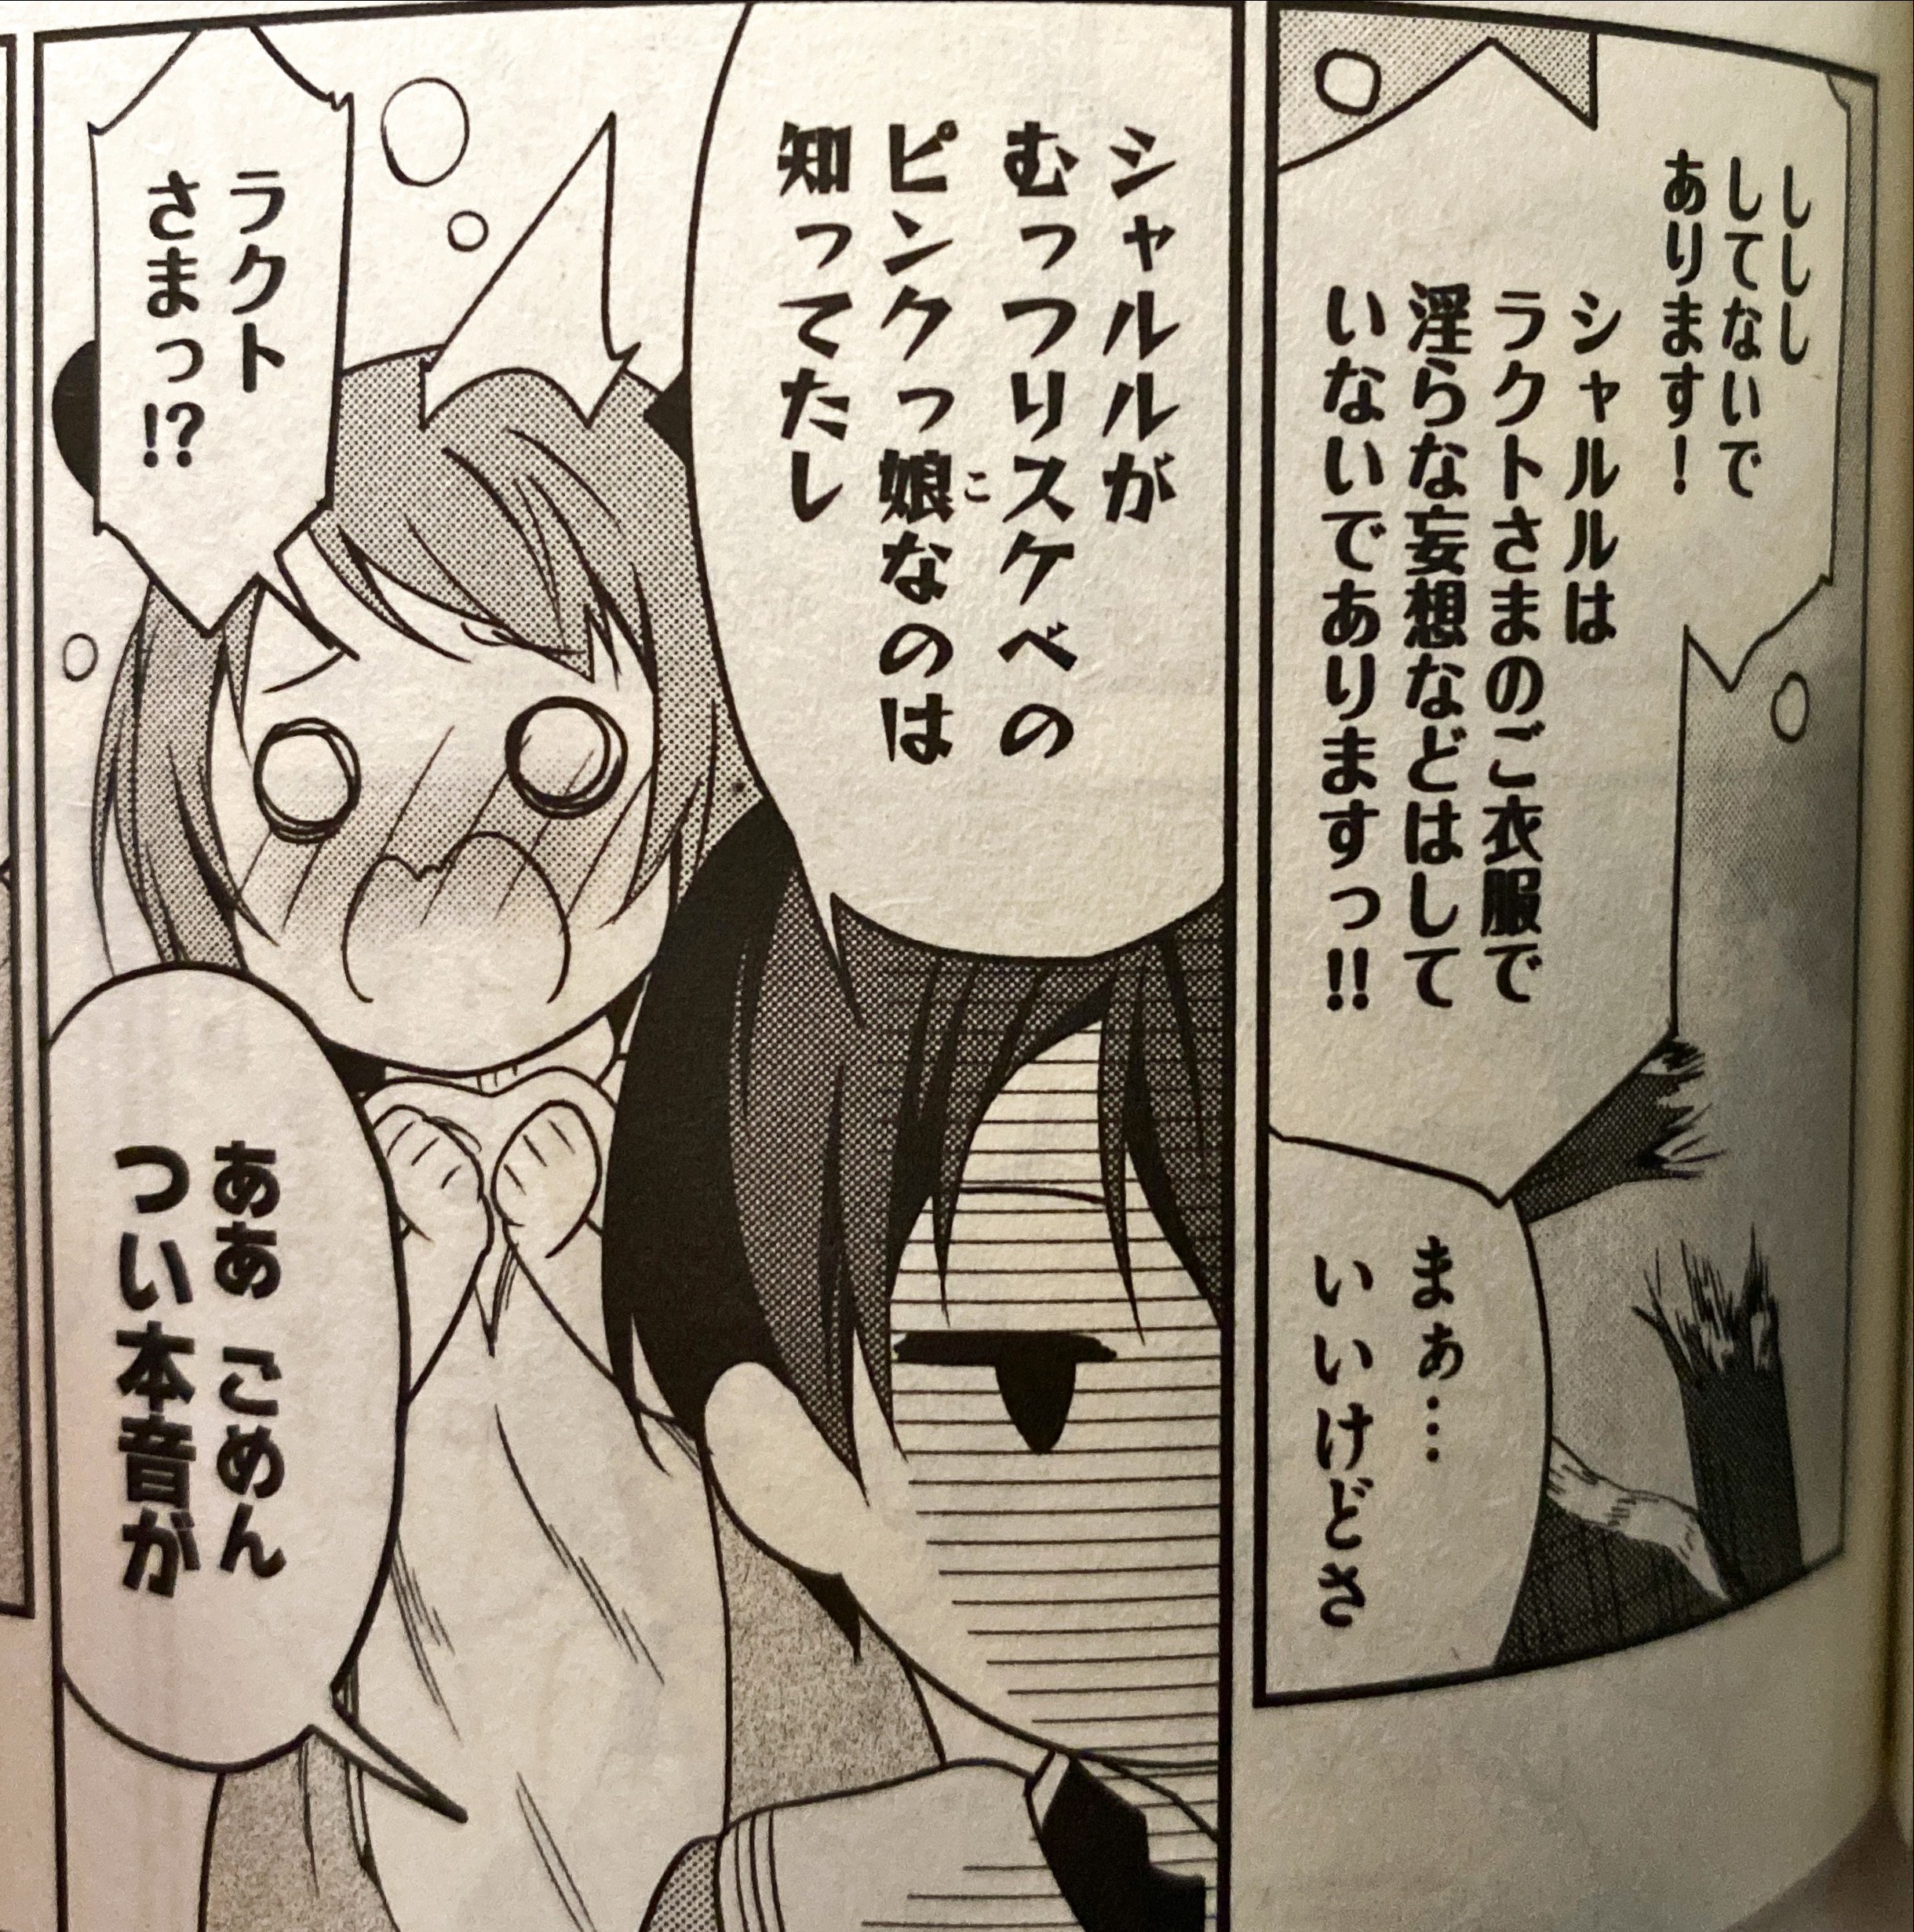 ししし
してないで
あります!
シャルルは
ラクトさまのご衣服で
淫らな妄想などはして
いないでありますっ!!
まぁ…
いいけどさ
シャルルが
むっつりスケベの
ピンクっ娘なのは
こ
知ってたし
ラクト
さまっ!?
ああ ごめん
つい本音が